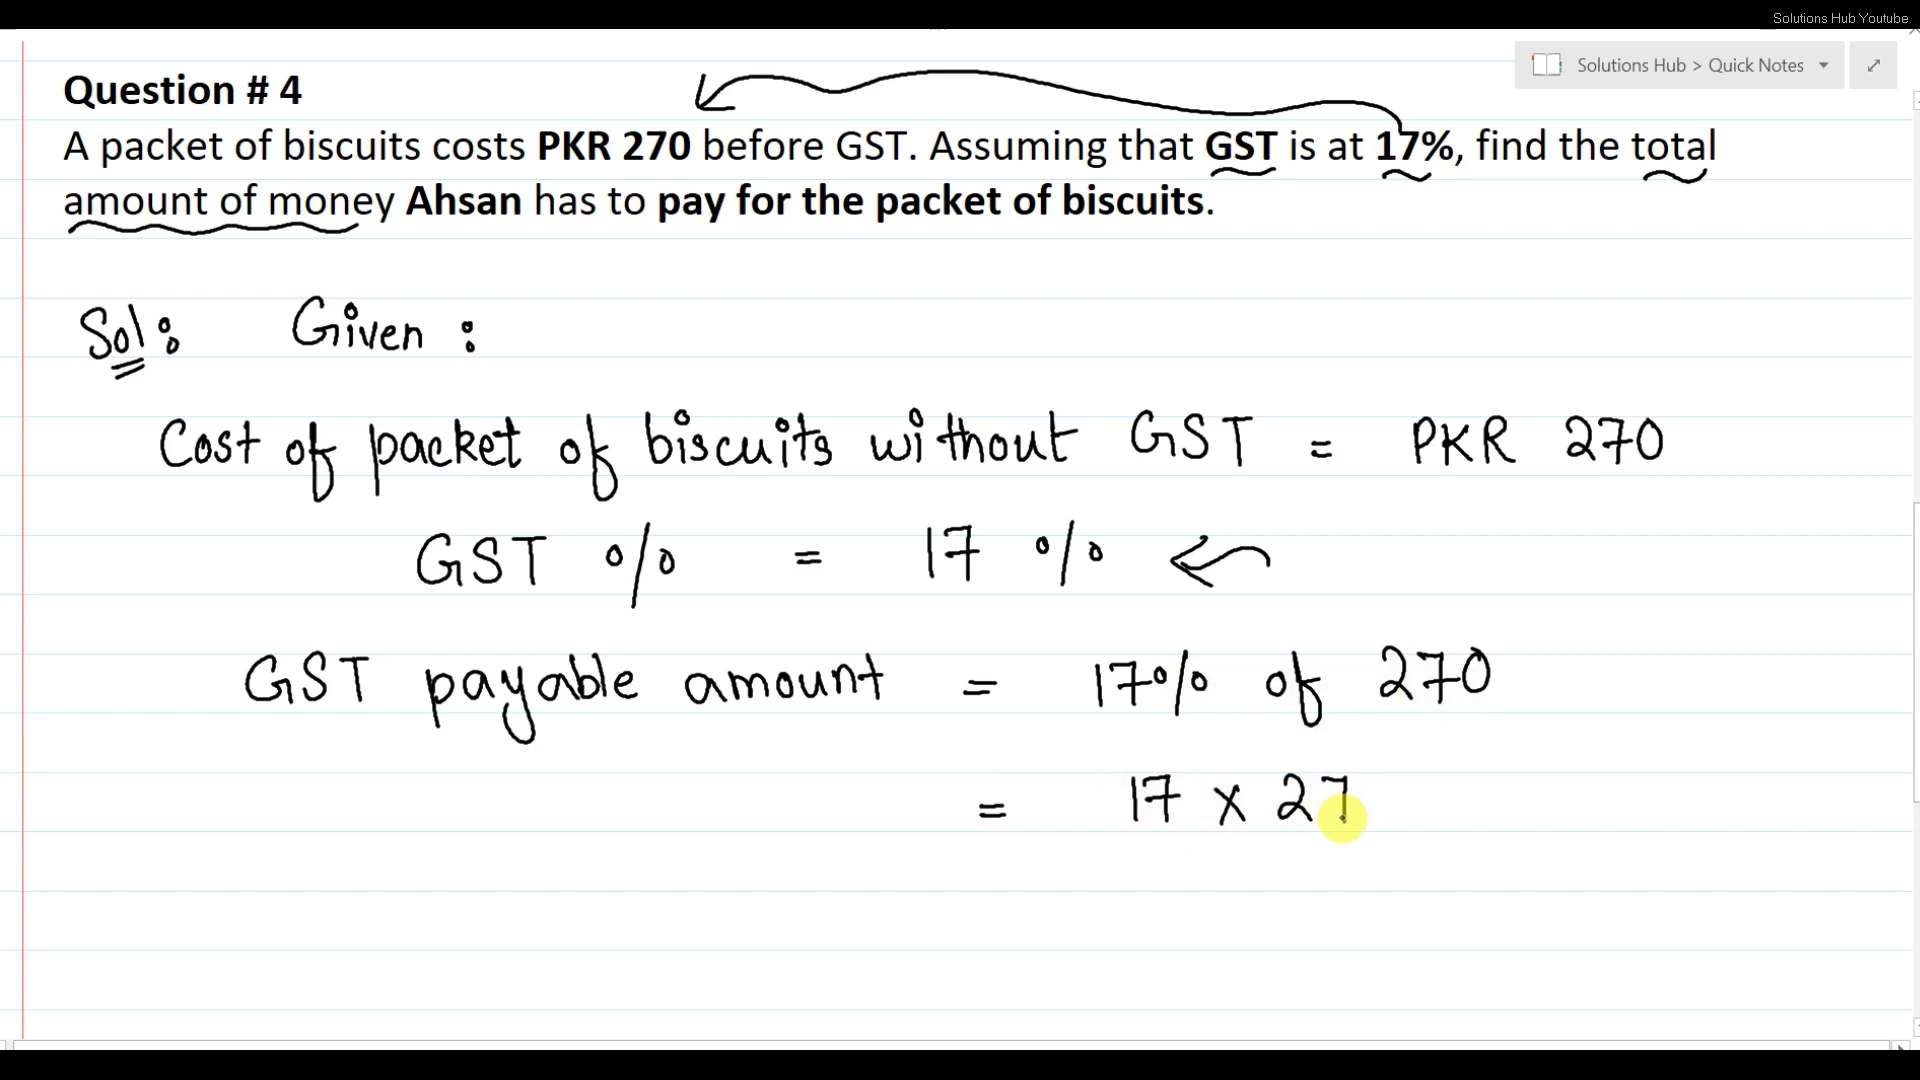 Solutions Hub Youtube
Solutions Hub > Quick Notes
Question # 4
A packet of biscuits costs PKR 270 before GST. Assuming that GST is at 17%, find the total
amount of money Ahsan has to pay for the packet of biscuits.
Sol: Given :
Cost of packet of biscuits without GST = PKR 270
GST % = 17 %
GST payable amount = 17% of 270
= 17 x 27